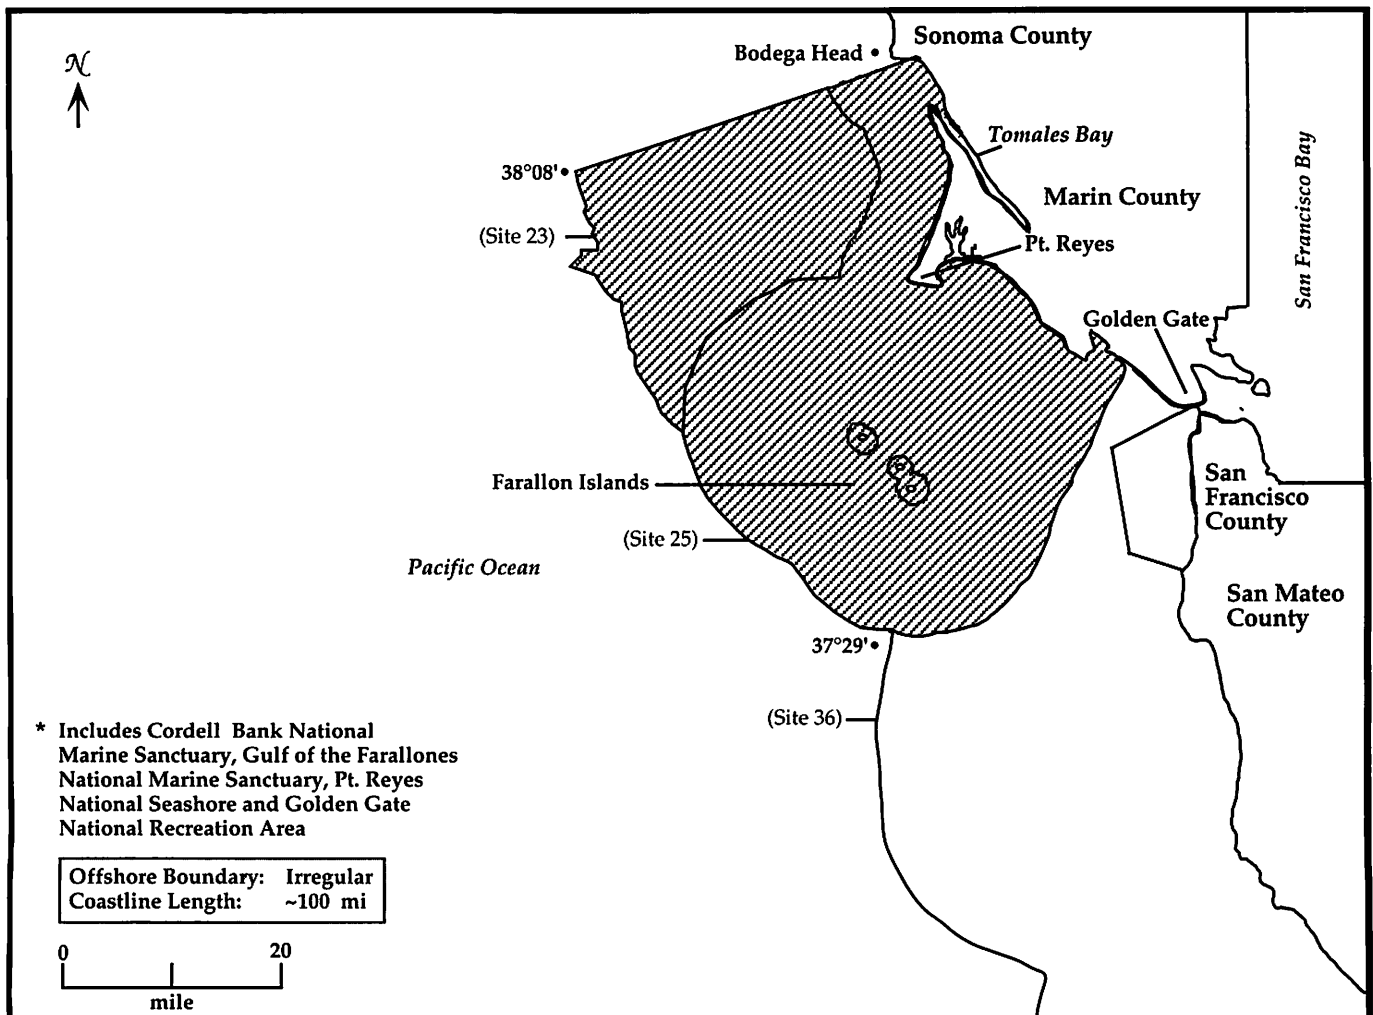 N
Bodega Head
Sonoma County
Tomales Bay
38°08'
Marin County
(Site 23)
Pt. Reyes
San Francisco Bay
Golden Gate
Farallon Islands
San
Francisco
County
(Site 25)
Pacific Ocean
San Mateo
County
37°29'
(Site 36)
* Includes Cordell Bank National
Marine Sanctuary, Gulf of the Farallones
National Marine Sanctuary, Pt. Reyes
National Seashore and Golden Gate
National Recreation Area
Offshore Boundary: Irregular
Coastline Length: ~100 mi
0 20
mile